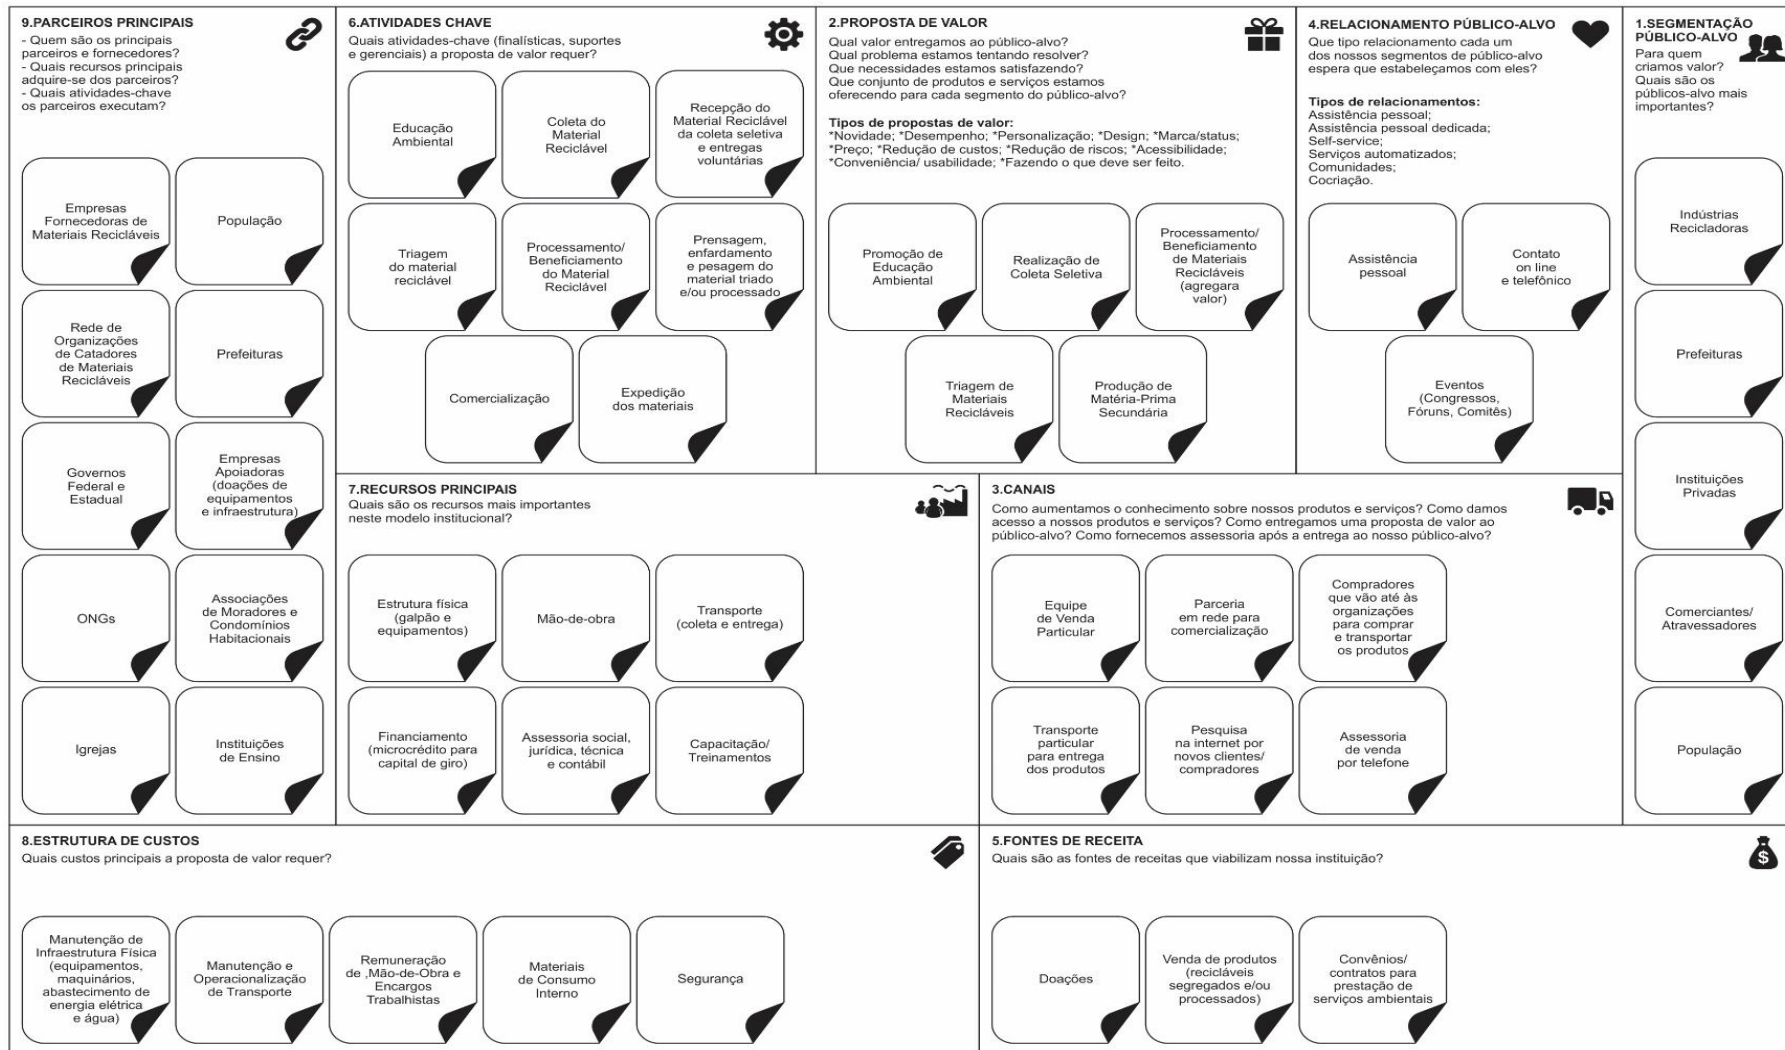 9.PARCEIROS PRINCIPAIS
- Quem são os principais
parceiros e fornecedores?
- Quais recursos principais
adquire-se dos parceiros?
- Quais atividades-chave
os parceiros executam?
Empresas
Fornecedoras de
Materiais Recicláveis
População
Rede de
Organizações
de Catadores
de Materiais
Recicláveis
Prefeituras
Governos
Federal e
Estadual
Empresas
Apoiadoras
(doações de
equipamentos
e infraestrutura)
ONGs
Associações
de Moradores e
Condomínios
Habitacionais
Igrejas
Instituições
de Ensino
6.ATIVIDADES CHAVE
Quais atividades-chave (finalísticas, suportes
e gerenciais) a proposta de valor requer?
Educação
Ambiental
Coleta do
Material
Reciclável
Recepção do
Material Reciclável
da coleta seletiva
e entregas
voluntárias
Triagem
do material
reciclável
Processamento/
Beneficiamento
do Material
Reciclável
Prensagem,
enfardamento
e pesagem do
material triado
e/ou processado
Comercialização
Expedição
dos materiais
7.RECURSOS PRINCIPAIS
Quais são os recursos mais importantes
neste modelo institucional?
Estrutura física
(galpão e
equipamentos)
Mão-de-obra
Transporte
(coleta e entrega)
Financiamento
(microcrédito para
capital de giro)
Assessoria social,
jurídica, técnica
e contábil
Capacitação/
Treinamentos
2.PROPOSTA DE VALOR
Qual valor entregamos ao público-alvo?
Qual problema estamos tentando resolver?
Que necessidades estamos satisfazendo?
Que conjunto de produtos e serviços estamos
oferecendo para cada segmento do público-alvo?
Tipos de propostas de valor:
*Novidade; *Desempenho; *Personalização; *Design; *Marca/status;
*Preço; *Redução de custos; *Redução de riscos; *Acessibilidade;
*Conveniência/ usabilidade; *Fazendo o que deve ser feito.
Promoção de
Educação
Ambiental
Realização de
Coleta Seletiva
Processamento/
Beneficiamento
de Materiais
Recicláveis
(agregara
valor)
Triagem de
Materiais
Recicláveis
Produção de
Matéria-Prima
Secundária
4.RELACIONAMENTO PÚBLICO-ALVO
Que tipo relacionamento cada um
dos nossos segmentos de público-alvo
espera que estabeleçamos com eles?
Tipos de relacionamentos:
Assistência pessoal;
Assistência pessoal dedicada;
Self-service;
Serviços automatizados;
Comunidades;
Cocriação.
Assistência
pessoal
Contato
on line
e telefônico
Eventos
(Congressos,
Fóruns, Comitês)
3.CANAIS
Como aumentamos o conhecimento sobre nossos produtos e serviços? Como damos
acesso a nossos produtos e serviços? Como entregamos uma proposta de valor ao
público-alvo? Como fornecemos assessoria após a entrega ao nosso público-alvo?
Equipe
de Venda
Particular
Parceria
em rede para
comercialização
Compradores
que vão até às
organizações
para comprar
e transportar
os produtos
Transporte
particular
para entrega
dos produtos
Pesquisa
na internet por
novos clientes/
compradores
Assessoria
de venda
por telefone
1.SEGMENTAÇÃO
PÚBLICO-ALVO
Para quem
criamos valor?
Quais são os
públicos-alvo mais
importantes?
Indústrias
Recicladoras
Prefeituras
Instituições
Privadas
Comerciantes/
Atravessadores
População
8.ESTRUTURA DE CUSTOS
Quais custos principais a proposta de valor requer?
Manutenção de
Infraestrutura Física
(equipamentos,
maquinários,
abastecimento de
energia elétrica
e água)
Manutenção e
Operacionalização
de Transporte
Remuneração
de ,Mão-de-Obra e
Encargos
Trabalhistas
Materiais
de Consumo
Interno
Segurança
5.FONTES DE RECEITA
Quais são as fontes de receitas que viabilizam nossa instituição?
$
Doações
Venda de produtos
(recicláveis
segregados e/ou
processados)
Convênios/
contratos para
prestação de
serviços ambientais